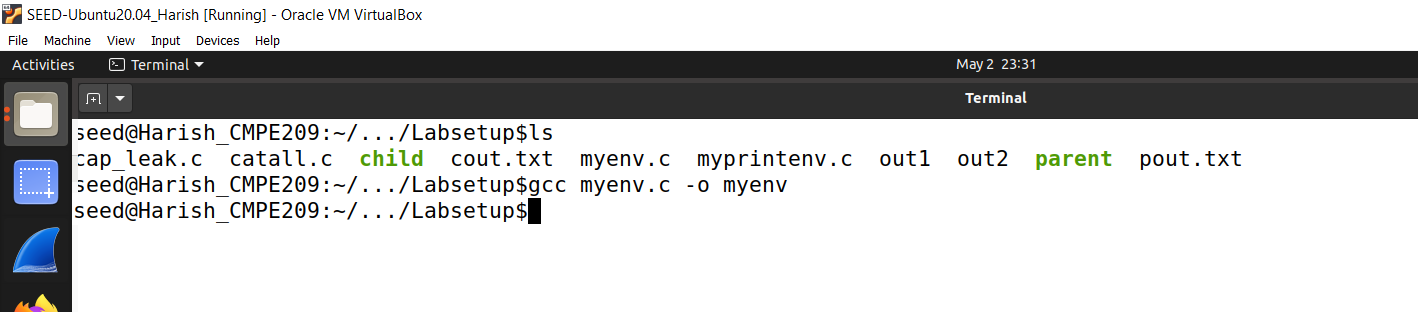 SEED-Ubuntu20.04_Harish [Running] - Oracle VM VirtualBox
File Machine View Input Devices Help
Activities Terminal May 2 23:31
Terminal
seed@Harish_CMPE209:~/.../Labsetup$ls
cap_leak.c catall.c child cout.txt myenv.c myprintenv.c out1 out2 parent pout.txt
seed@Harish_CMPE209:~/.../Labsetup$gcc myenv.c -o myenv
seed@Harish_CMPE209:~/.../Labsetup$